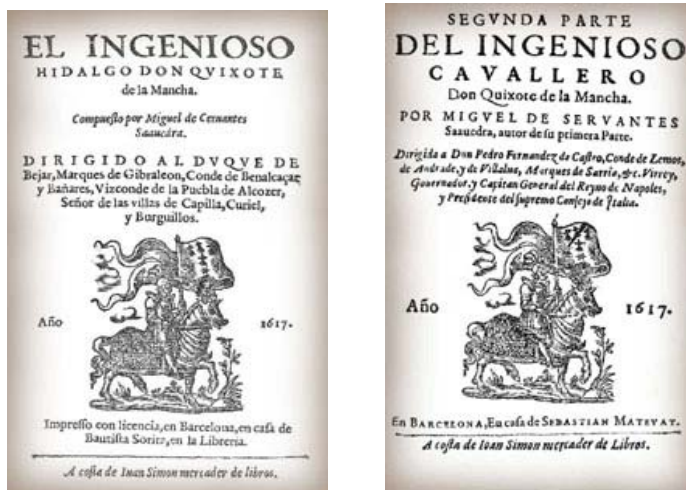 EL INGENIOSO
HIDALGO DON QVIXOTE
de la Mancha.
Compuesto por Miguel de Ceruantes
Saauedra.
DIRIGIDO AL DVQVE DE
Bejar, Marques de Gibraleon, Conde de Benalcaçar
y Bañares, Vizconde de la Puebla de Alcozer,
Señor de las villas de Capilla, Curiel,
y Burguillos.
Año 1617.
Impresso con licencia, en Barcelona, en casa de
Bautista Sorita, en la Libreria.
A costa de Iuan Simon mercader de libros.
SEGVNDA PARTE
DEL INGENIOSO
CAVALLERO
Don Quixote de la Mancha.
POR MIGVEL DE SERVANTES
Saauedra, autor de su primera Parte.
Dirigida a Don Pedro Fernandez de Castro, Conde de Lemos,
de Andrade, y de Villalua, Marques de Sarria, &c. Virrey,
Gouernador, y Capitan General del Reyno de Napoles,
y Presidente del supremo Consejo de Italia.
Año 1617.
En BARCELONA, En casa de SEBASTIAN MATEVAT.
A costa de Ioan Simon mercader de Libros.